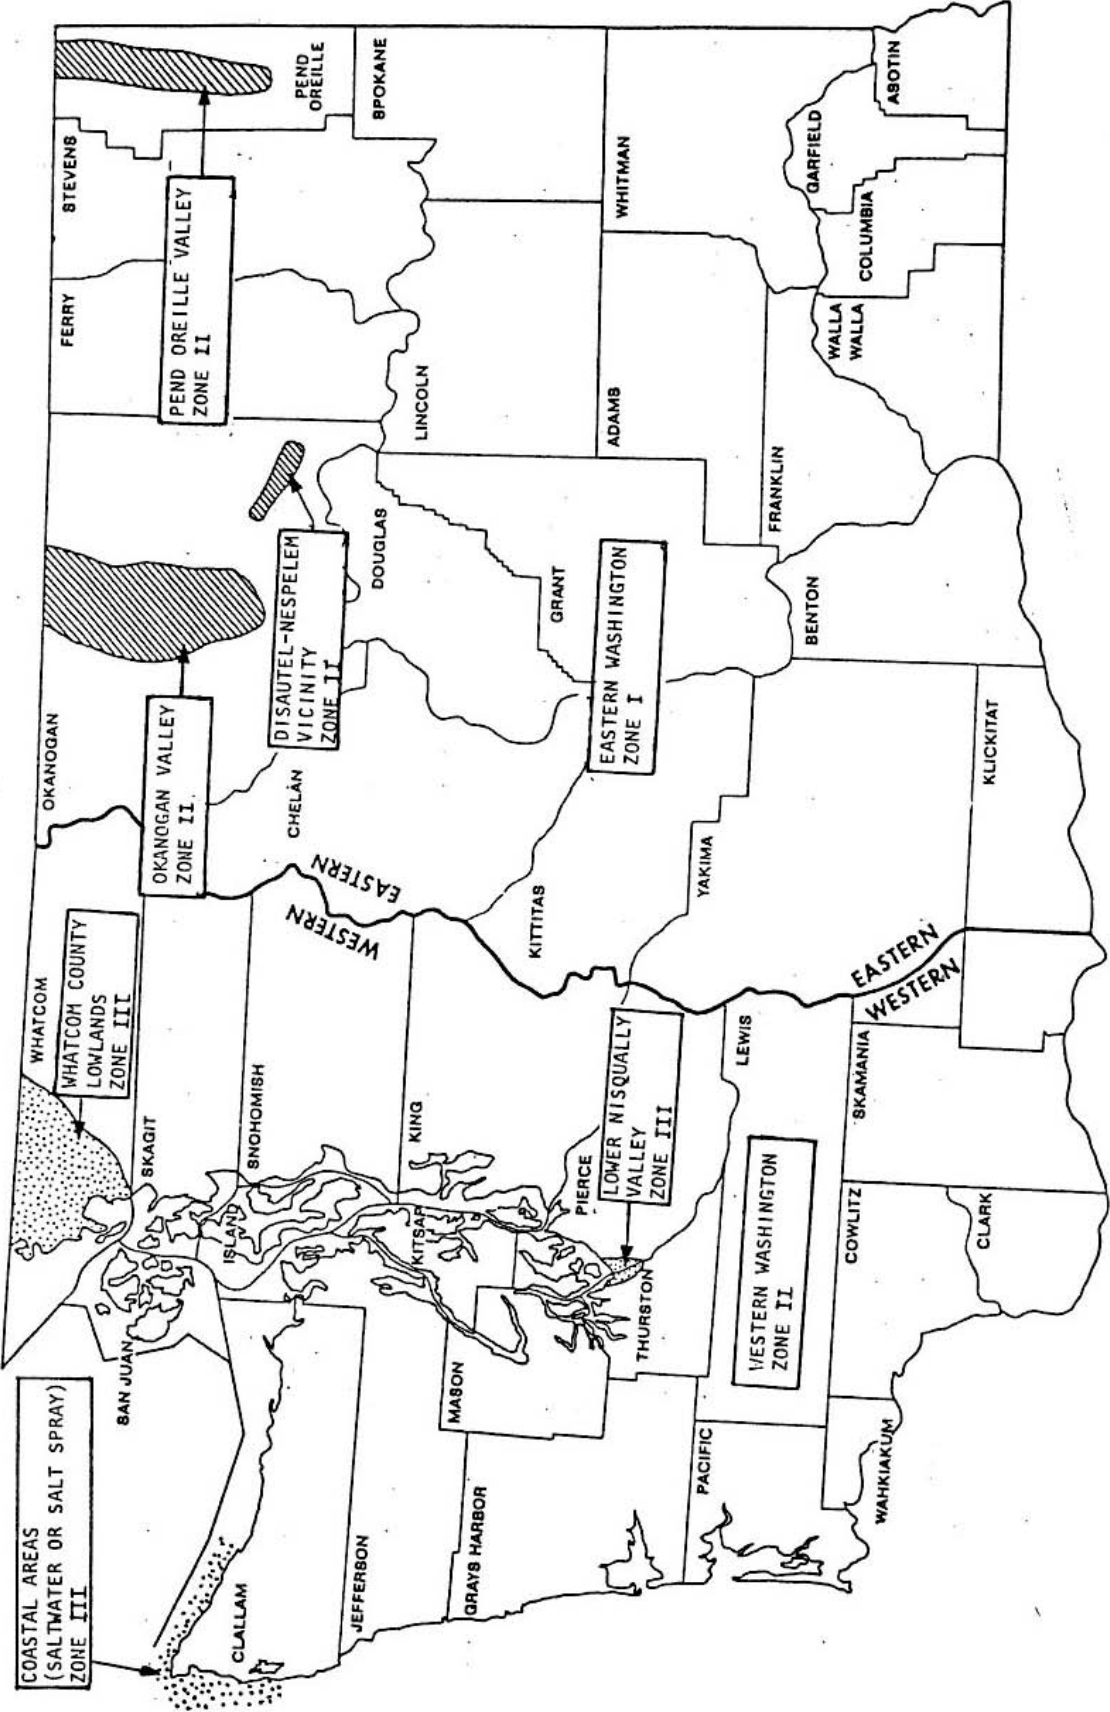 COASTAL AREAS
(SALTWATER OR SALT SPRAY)
ZONE III
WHATCOM COUNTY
LOWLANDS
ZONE III
OKANOGAN VALLEY
ZONE II
DISAUTEL-NESPELEM
VICINITY
ZONE II
PEND OREILLE VALLEY
ZONE II
EASTERN WASHINGTON
ZONE I
LOWER NISQUALLY
VALLEY
ZONE III
WESTERN WASHINGTON
ZONE II
WHATCOM
OKANOGAN
FERRY
STEVENS
PEND
OREILLE
SAN JUAN
SKAGIT
SNOHOMISH
ISLAND
CHELAN
DOUGLAS
LINCOLN
SPOKANE
CLALLAM
JEFFERSON
KITSAP
KING
WESTERN
EASTERN
GRAYS HARBOR
MASON
KITTITAS
GRANT
ADAMS
WHITMAN
THURSTON
PIERCE
PACIFIC
LEWIS
YAKIMA
FRANKLIN
BENTON
WALLA
WALLA
COLUMBIA
GARFIELD
ASOTIN
WAHKIAKUM
COWLITZ
SKAMANIA
WESTERN
EASTERN
CLARK
KLICKITAT